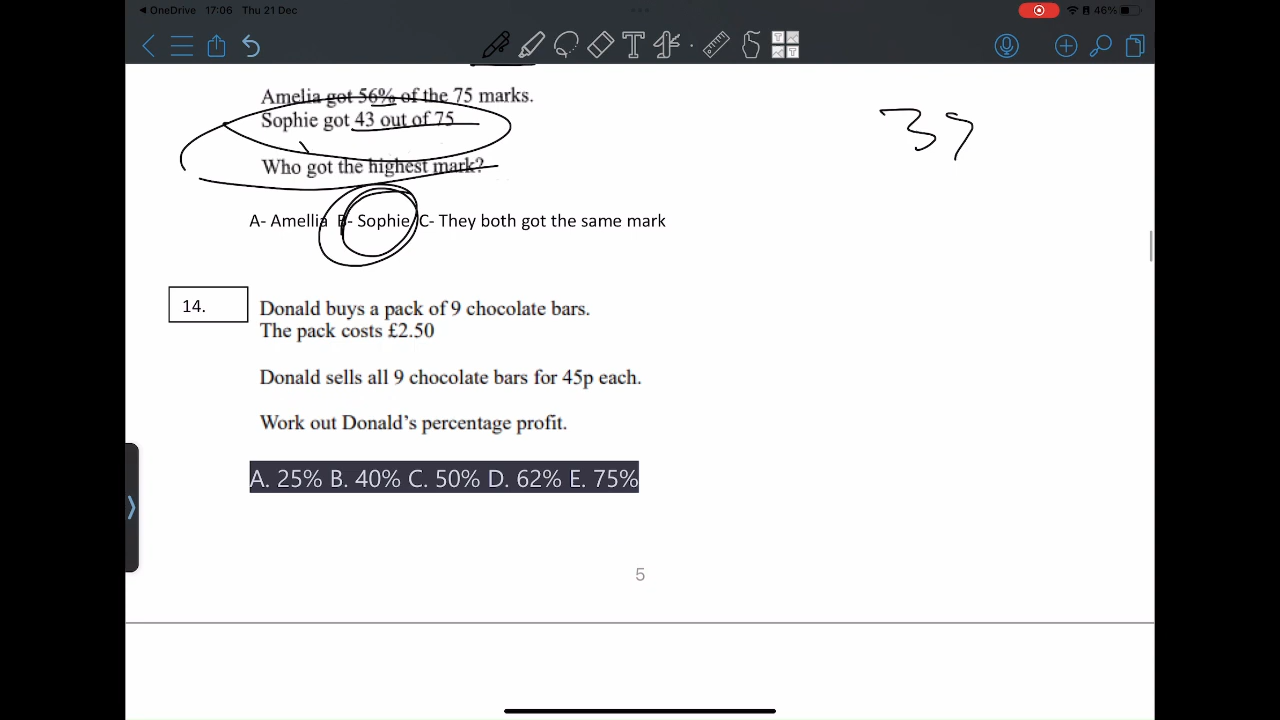 OneDrive 17:06 Thu 21 Dec 46%
Amelia got 56% of the 75 marks.
Sophie got 43 out of 75
39
Who got the highest mark?
A- Amellia B- Sophie C- They both got the same mark
14.
Donald buys a pack of 9 chocolate bars.
The pack costs £2.50
Donald sells all 9 chocolate bars for 45p each.
Work out Donald's percentage profit.
A. 25% B. 40% C. 50% D. 62% E. 75%
5